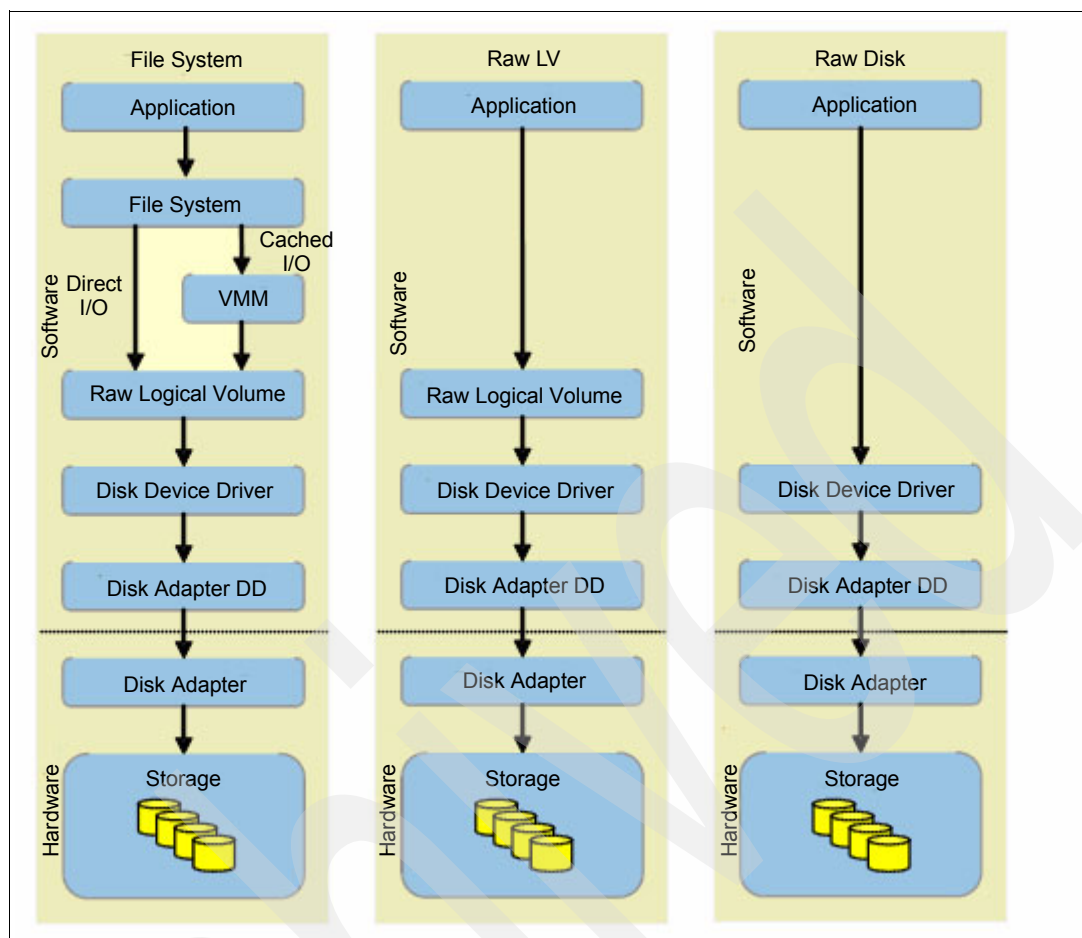 File System
Application
File System
Cached
I/O
Direct
I/O
VMM
Software
Raw Logical Volume
Disk Device Driver
Disk Adapter DD
Disk Adapter
Storage
Hardware
Raw LV
Application
Software
Raw Logical Volume
Disk Device Driver
Disk Adapter DD
Disk Adapter
Storage
Hardware
Raw Disk
Application
Software
Disk Device Driver
Disk Adapter DD
Disk Adapter
Storage
Hardware